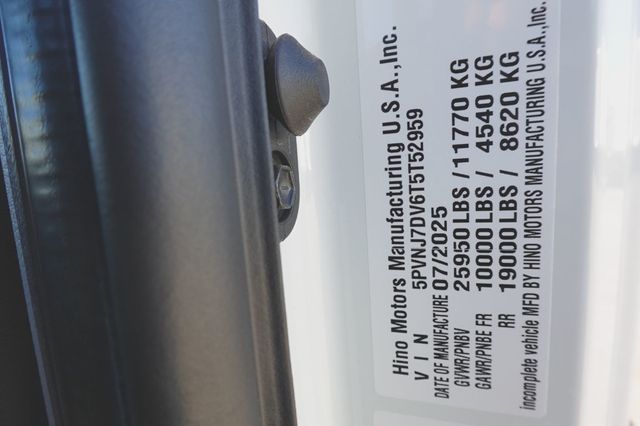 Hino Motors Manufacturing U.S.A.,Inc.
V I N 5PVNJ7DV6T5T52959
DATE OF MANUFACTURE 07/2025
GVWR/PNBV 25950 LBS / 11770 KG
GAWR/PNBE FR 10000 LBS / 4540 KG
RR 19000 LBS / 8620 KG
incomplete vehicle MFD BY HINO MOTORS MANUFACTURING U.S.A.,Inc.